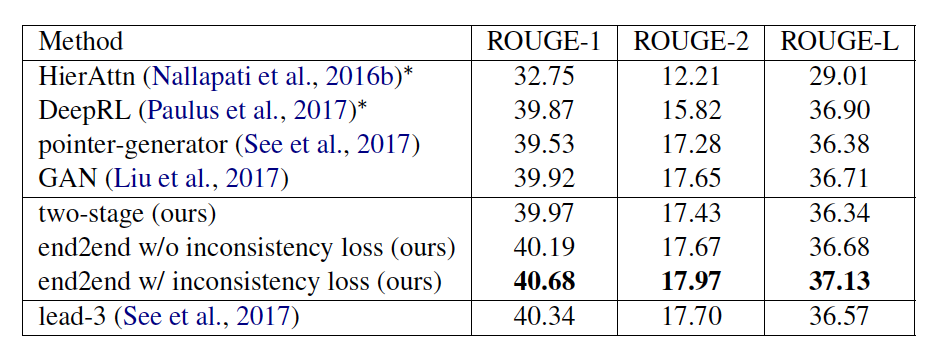 Method ROUGE-1 ROUGE-2 ROUGE-L
HierAttn (Nallapati et al., 2016b)* 32.75 12.21 29.01
DeepRL (Paulus et al., 2017)* 39.87 15.82 36.90
pointer-generator (See et al., 2017) 39.53 17.28 36.38
GAN (Liu et al., 2017) 39.92 17.65 36.71
two-stage (ours) 39.97 17.43 36.34
end2end w/o inconsistency loss (ours) 40.19 17.67 36.68
end2end w/ inconsistency loss (ours) 40.68 17.97 37.13
lead-3 (See et al., 2017) 40.34 17.70 36.57